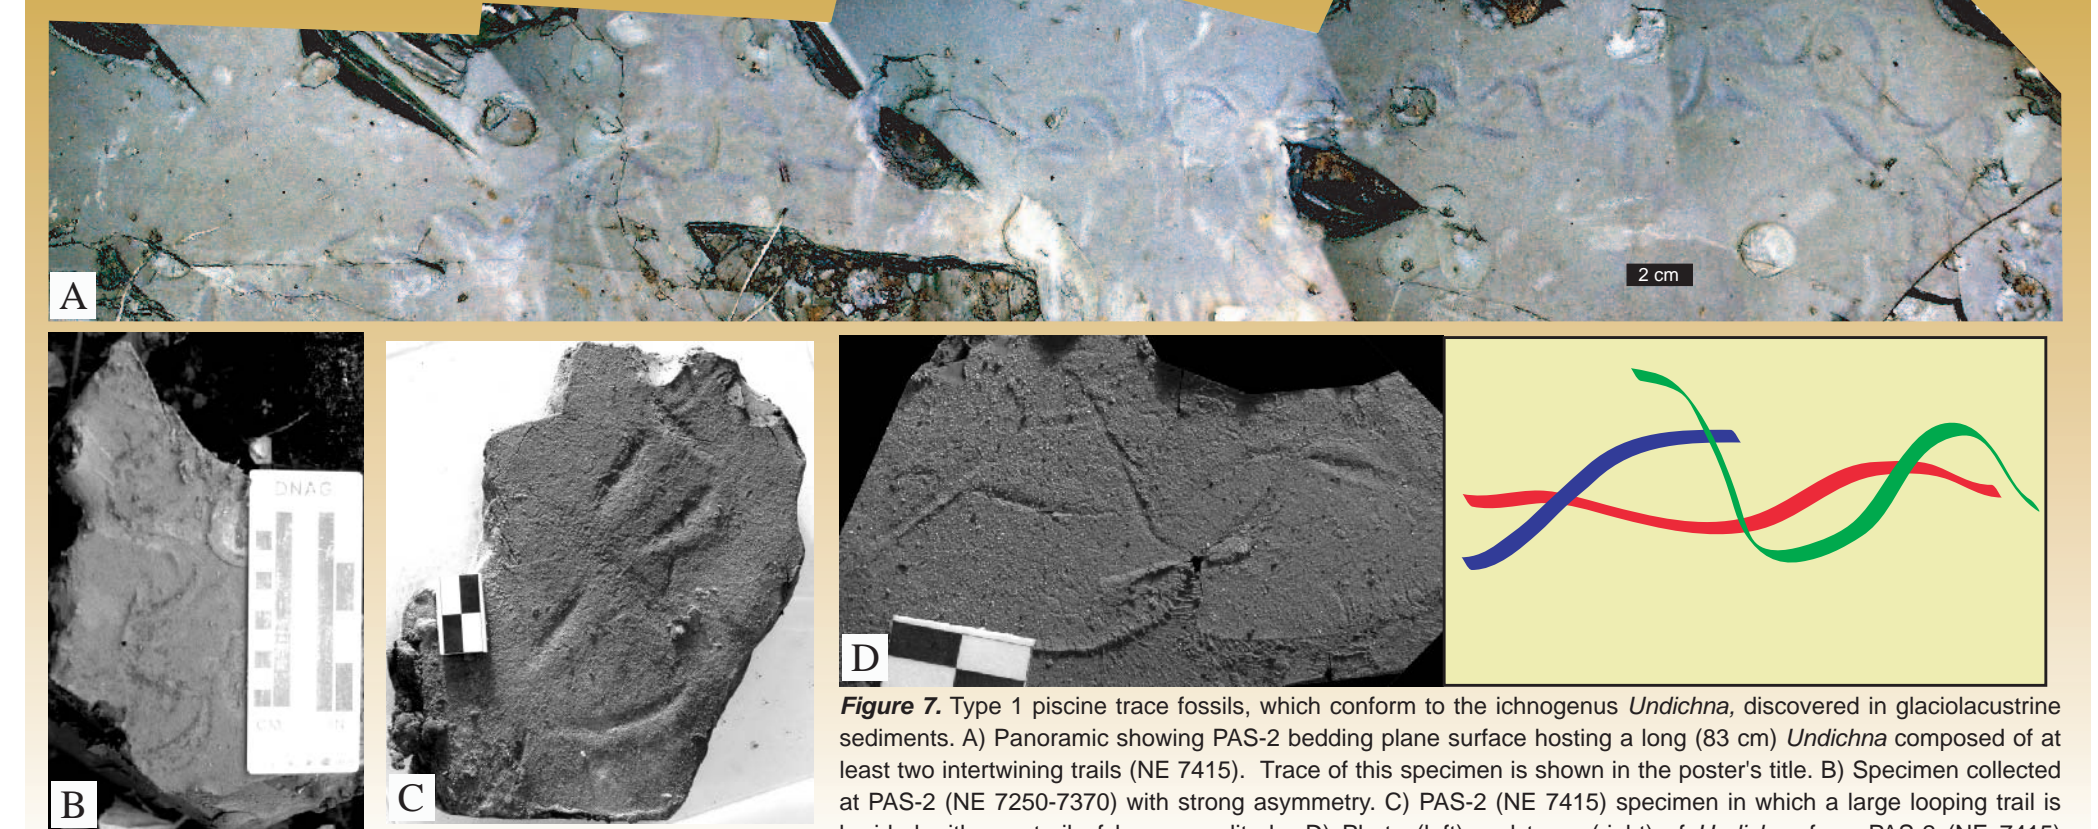 2 cm
A
DNAG
CM
IN
B
C
D
Figure 7. Type 1 piscine trace fossils, which conform to the ichnogenus Undichna, discovered in glaciolacustrine
sediments. A) Panoramic showing PAS-2 bedding plane surface hosting a long (83 cm) Undichna composed of at
least two intertwining trails (NE 7415). Trace of this specimen is shown in the poster's title. B) Specimen collected
at PAS-2 (NE 7250-7370) with strong asymmetry. C) PAS-2 (NE 7415) specimen in which a large looping trail is